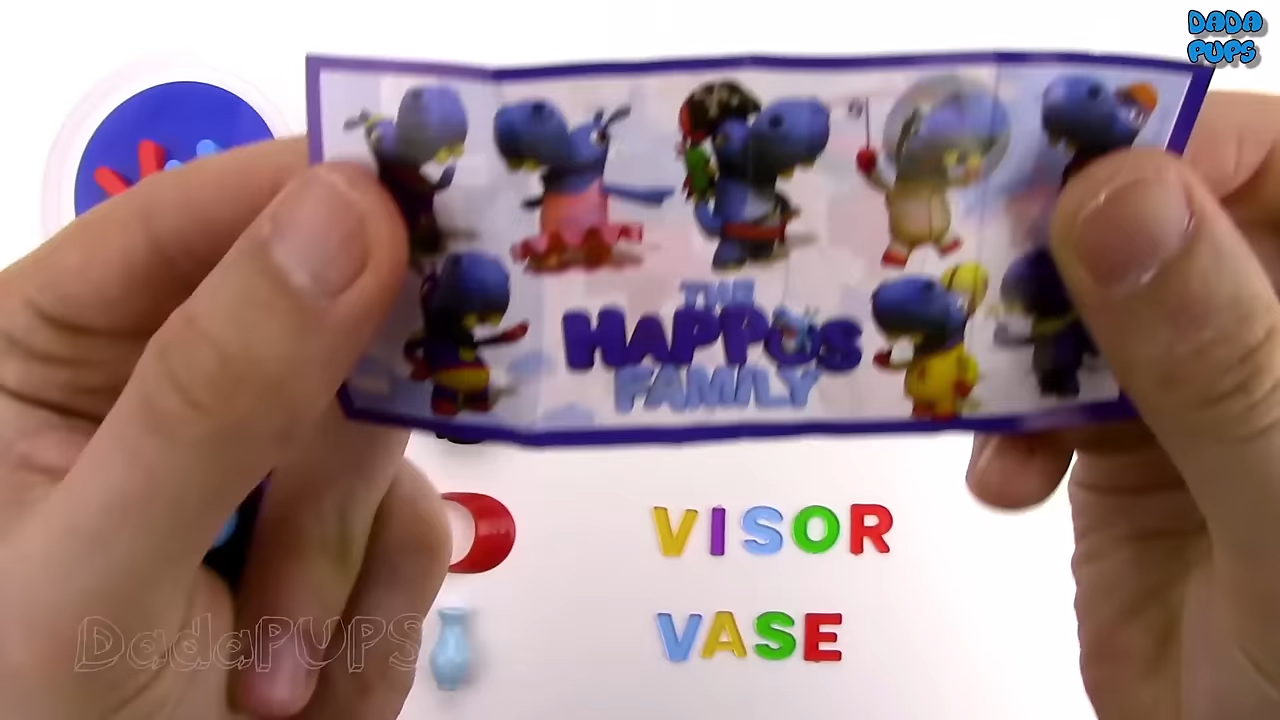 DADA
PUPS
THE
HAPPOS
FAMILY
VISOR
VASE
DadaPUPS